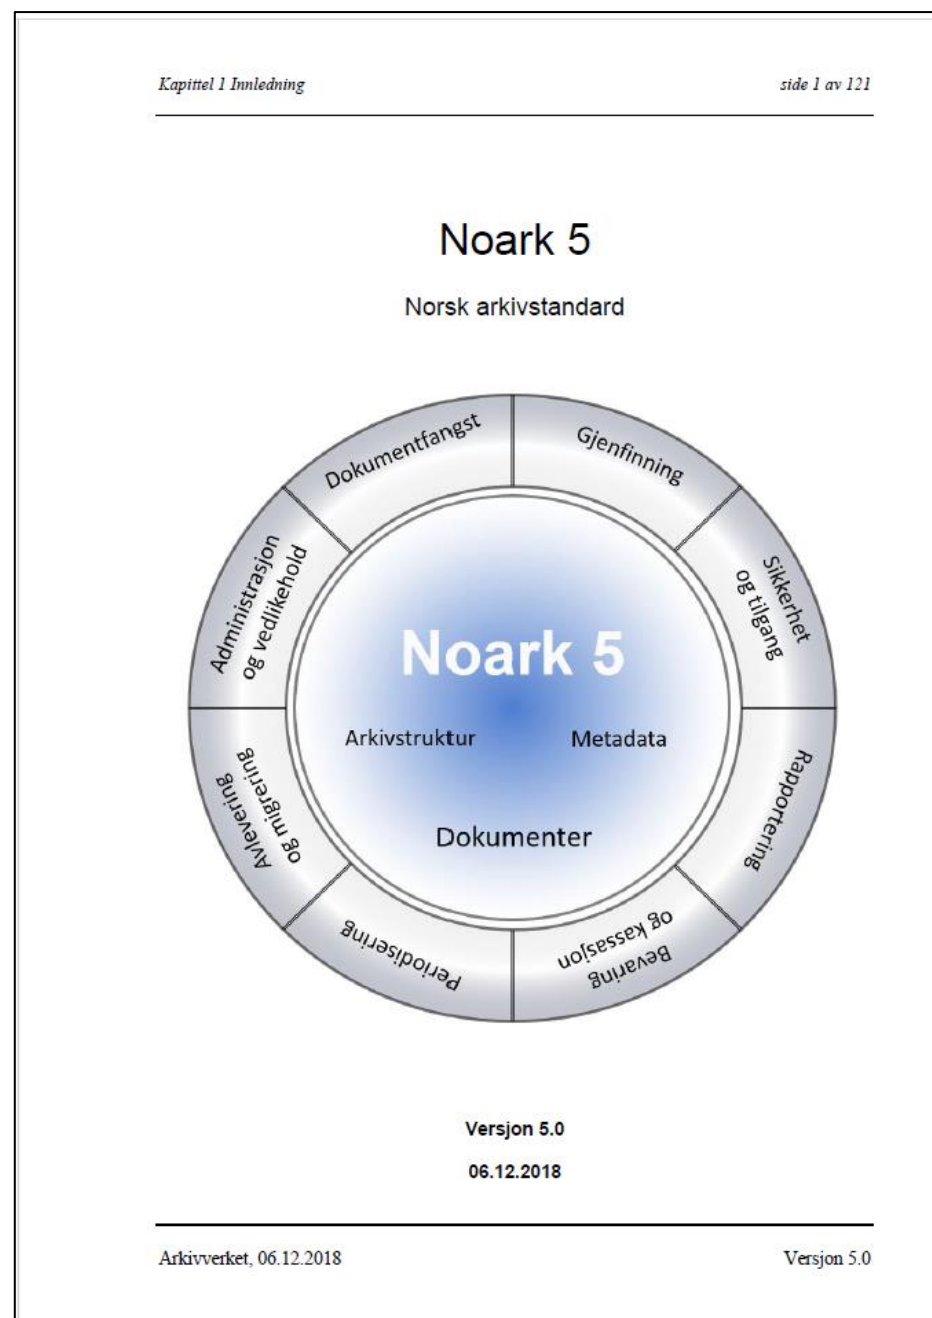 Kapittel 1 Innledning side 1 av 121
Noark 5
Norsk arkivstandard
Dokumentfangst
Gjenfinning
Sikkerhet
og tilgang
Rapportering
Bevaring
og kassasjon
Periodisering
Avlevering
og migrering
Administrasjon
og vedlikehold
Noark 5
Arkivstruktur Metadata
Dokumenter
Versjon 5.0
06.12.2018
Arkivverket, 06.12.2018 Versjon 5.0